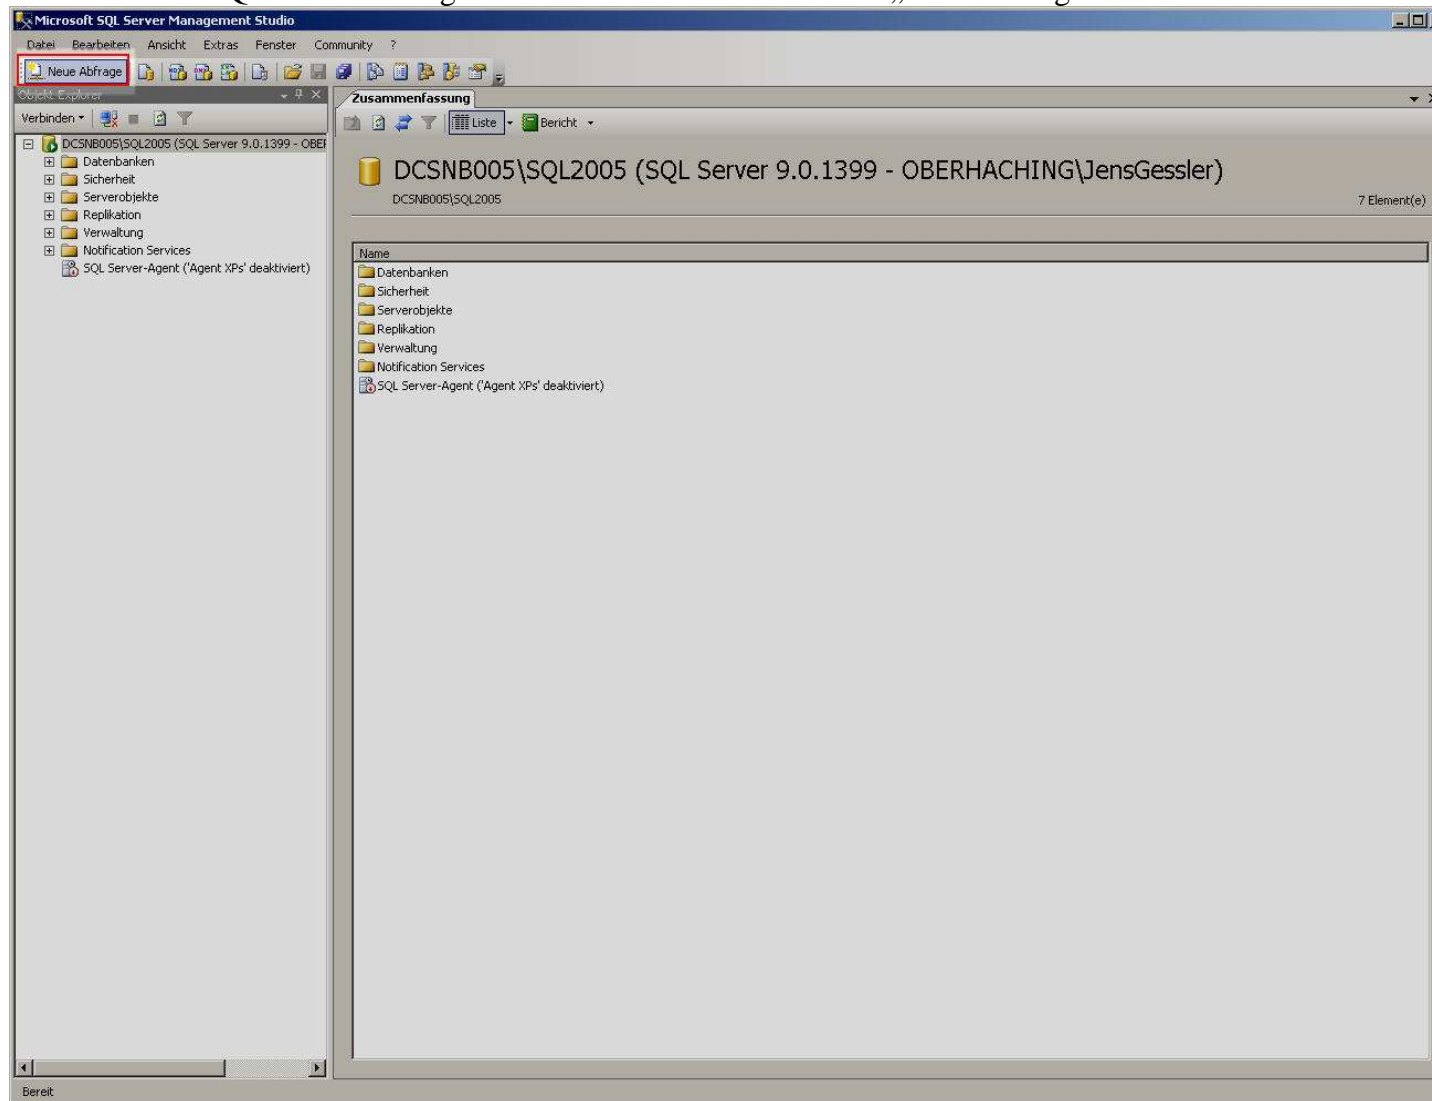 Microsoft SQL Server Management Studio
Datei Bearbeiten Ansicht Extras Fenster Community ?
Neue Abfrage
Objekt-Explorer
Verbinden
DCSNB005\SQL2005 (SQL Server 9.0.1399 - OBER
Datenbanken
Sicherheit
Serverobjekte
Replikation
Verwaltung
Notification Services
SQL Server-Agent ('Agent XPs' deaktiviert)
Zusammenfassung
Liste Bericht
DCSNB005\SQL2005 (SQL Server 9.0.1399 - OBERHACHING\JensGessler)
DCSNB005\SQL2005
7 Element(e)
Name
Datenbanken
Sicherheit
Serverobjekte
Replikation
Verwaltung
Notification Services
SQL Server-Agent ('Agent XPs' deaktiviert)
Bereit